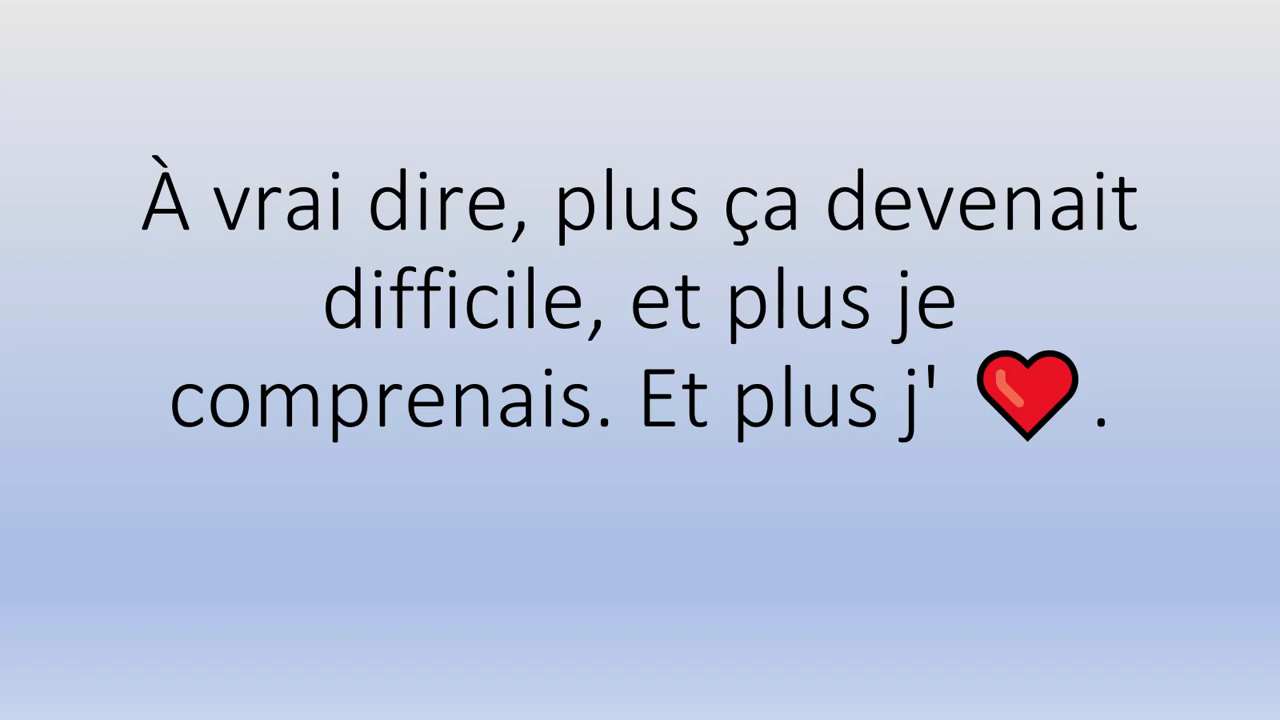 À vrai dire, plus ça devenait
difficile, et plus je
comprenais. Et plus j' ❤️.